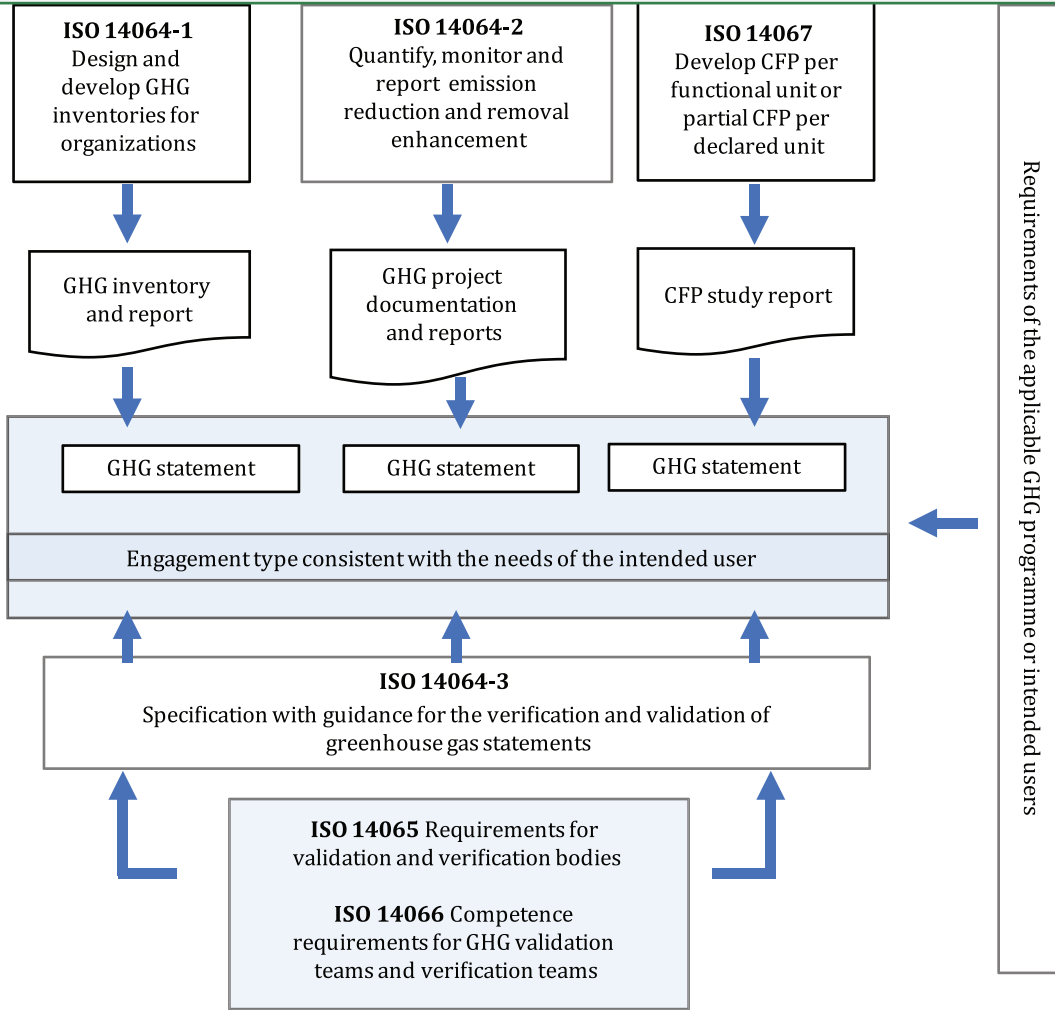 ISO 14064-1
Design and
develop GHG
inventories for
organizations
ISO 14064-2
Quantify, monitor and
report emission
reduction and removal
enhancement
ISO 14067
Develop CFP per
functional unit or
partial CFP per
declared unit
GHG inventory
and report
GHG project
documentation
and reports
CFP study report
GHG statement
GHG statement
GHG statement
Engagement type consistent with the needs of the intended user
ISO 14064-3
Specification with guidance for the verification and validation of
greenhouse gas statements
ISO 14065 Requirements for
validation and verification bodies
ISO 14066 Competence
requirements for GHG validation
teams and verification teams
Requirements of the applicable GHG programme or intended users